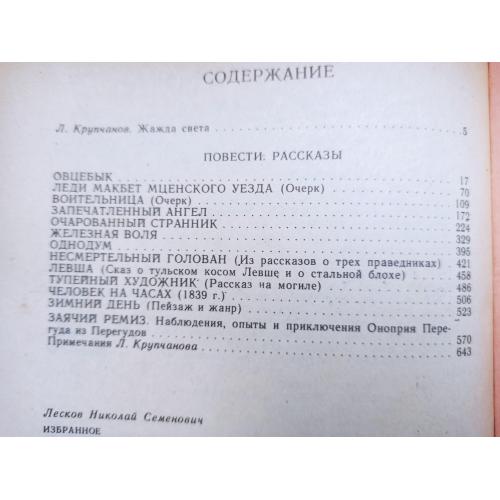 СОДЕРЖАНИЕ
Л. Крупчанов. Жажда света 5
ПОВЕСТИ. РАССКАЗЫ
ОВЦЕБЫК 17
ЛЕДИ МАКБЕТ МЦЕНСКОГО УЕЗДА (Очерк) 70
ВОИТЕЛЬНИЦА (Очерк) 109
ЗАПЕЧАТЛЕННЫЙ АНГЕЛ 172
ОЧАРОВАННЫЙ СТРАННИК 224
ЖЕЛЕЗНАЯ ВОЛЯ 329
ОДНОДУМ 395
НЕСМЕРТЕЛЬНЫЙ ГОЛОВАН (Из рассказов о трех праведниках) 421
ЛЕВША (Сказ о тульском косом Левше и о стальной блохе) 458
ТУПЕЙНЫЙ ХУДОЖНИК (Рассказ на могиле) 486
ЧЕЛОВЕК НА ЧАСАХ (1839 г.) 506
ЗИМНИЙ ДЕНЬ (Пейзаж и жанр) 523
ЗАЯЧИЙ РЕМИЗ. Наблюдения, опыты и приключения Оноприя Пере-
гуда из Перегудов 570
Примечания Л. Крупчанова 643
Лесков Николай Семенович
ИЗБРАННОЕ